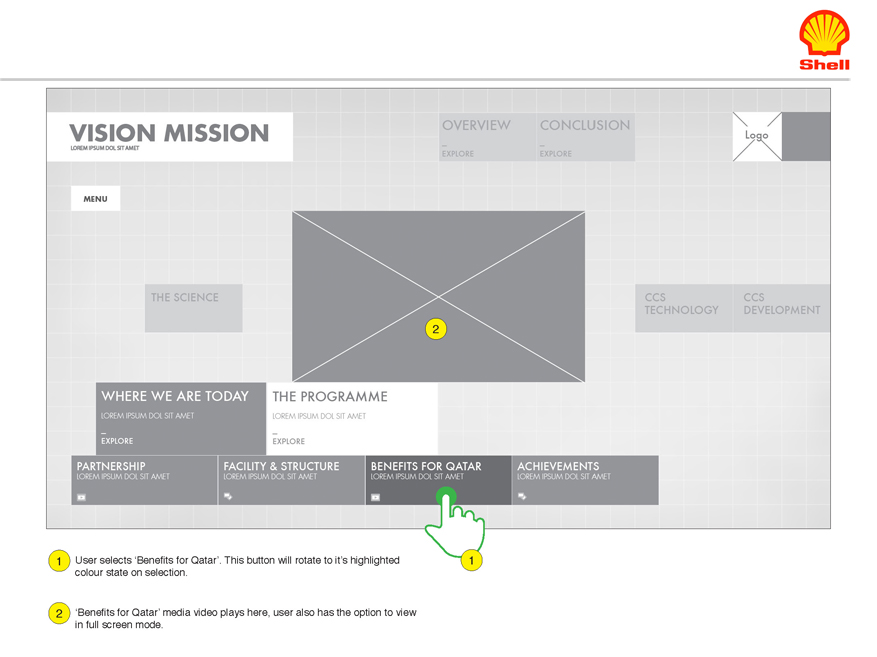 Shell
VISION MISSION
LOREM IPSUM DOL SIT AMET
OVERVIEW
–
EXPLORE
CONCLUSION
–
EXPLORE
Logo
MENU
THE SCIENCE
CCS
TECHNOLOGY
CCS
DEVELOPMENT
2
WHERE WE ARE TODAY
LOREM IPSUM DOL SIT AMET
–
EXPLORE
THE PROGRAMME
LOREM IPSUM DOL SIT AMET
–
EXPLORE
PARTNERSHIP
LOREM IPSUM DOL SIT AMET
FACILITY & STRUCTURE
LOREM IPSUM DOL SIT AMET
BENEFITS FOR QATAR
LOREM IPSUM DOL SIT AMET
ACHIEVEMENTS
LOREM IPSUM DOL SIT AMET
1
1 User selects ‘Benefits for Qatar’. This button will rotate to it’s highlighted
colour state on selection.
2 ‘Benefits for Qatar’ media video plays here, user also has the option to view
in full screen mode.